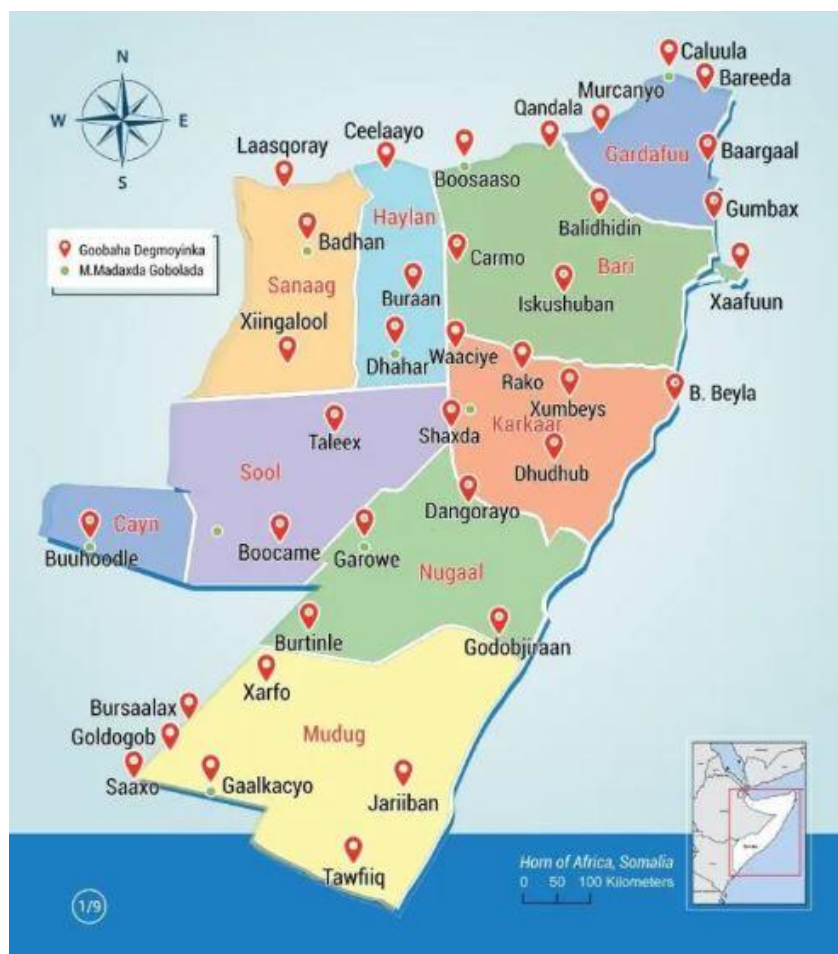 N
W E
S
Caluula
Bareeda
Murcanyo
Qandala
Ceelaayo
Laasqoray
Boosaaso
Gardafuu
Baargaal
Haylan
Goobaha Degmoyinka
M.Madaxda Gobolada
Badhan
Balidhidin
Gumbax
Carmo
Bari
Sanaag
Buraan
Iskushuban
Xaafuun
Xiingalool
Dhahar
Waaciye
Rako
Xumbeys
B. Beyla
Taleex
Shaxda
Karkaar
Sool
Dhudhub
Dangorayo
Cayn
Buuhoodle
Boocame
Garowe
Nugaal
Burtinle
Godobjiraan
Xarfo
Bursaalax
Goldogob
Mudug
Saaxo
Gaalkacyo
Jariiban
Tawfiiq
Horn of Africa, Somalia
0 50 100 Kilometers
1/9